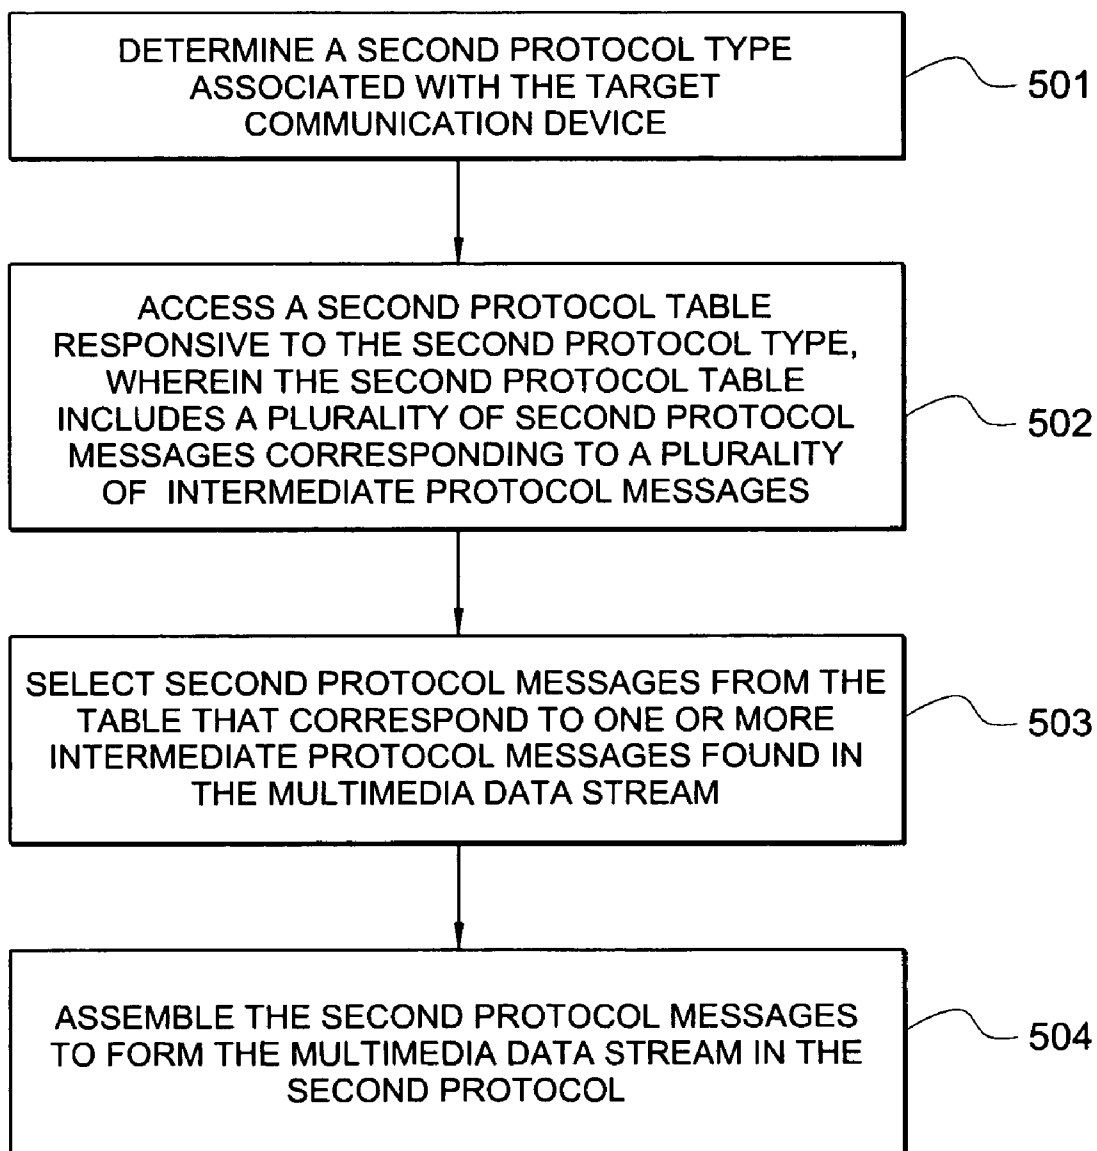 DETERMINE A SECOND PROTOCOL TYPE
ASSOCIATED WITH THE TARGET
COMMUNICATION DEVICE
501
ACCESS A SECOND PROTOCOL TABLE
RESPONSIVE TO THE SECOND PROTOCOL TYPE,
WHEREIN THE SECOND PROTOCOL TABLE
INCLUDES A PLURALITY OF SECOND PROTOCOL
MESSAGES CORRESPONDING TO A PLURALITY
OF INTERMEDIATE PROTOCOL MESSAGES
502
SELECT SECOND PROTOCOL MESSAGES FROM THE
TABLE THAT CORRESPOND TO ONE OR MORE
INTERMEDIATE PROTOCOL MESSAGES FOUND IN
THE MULTIMEDIA DATA STREAM
503
ASSEMBLE THE SECOND PROTOCOL MESSAGES
TO FORM THE MULTIMEDIA DATA STREAM IN THE
SECOND PROTOCOL
504